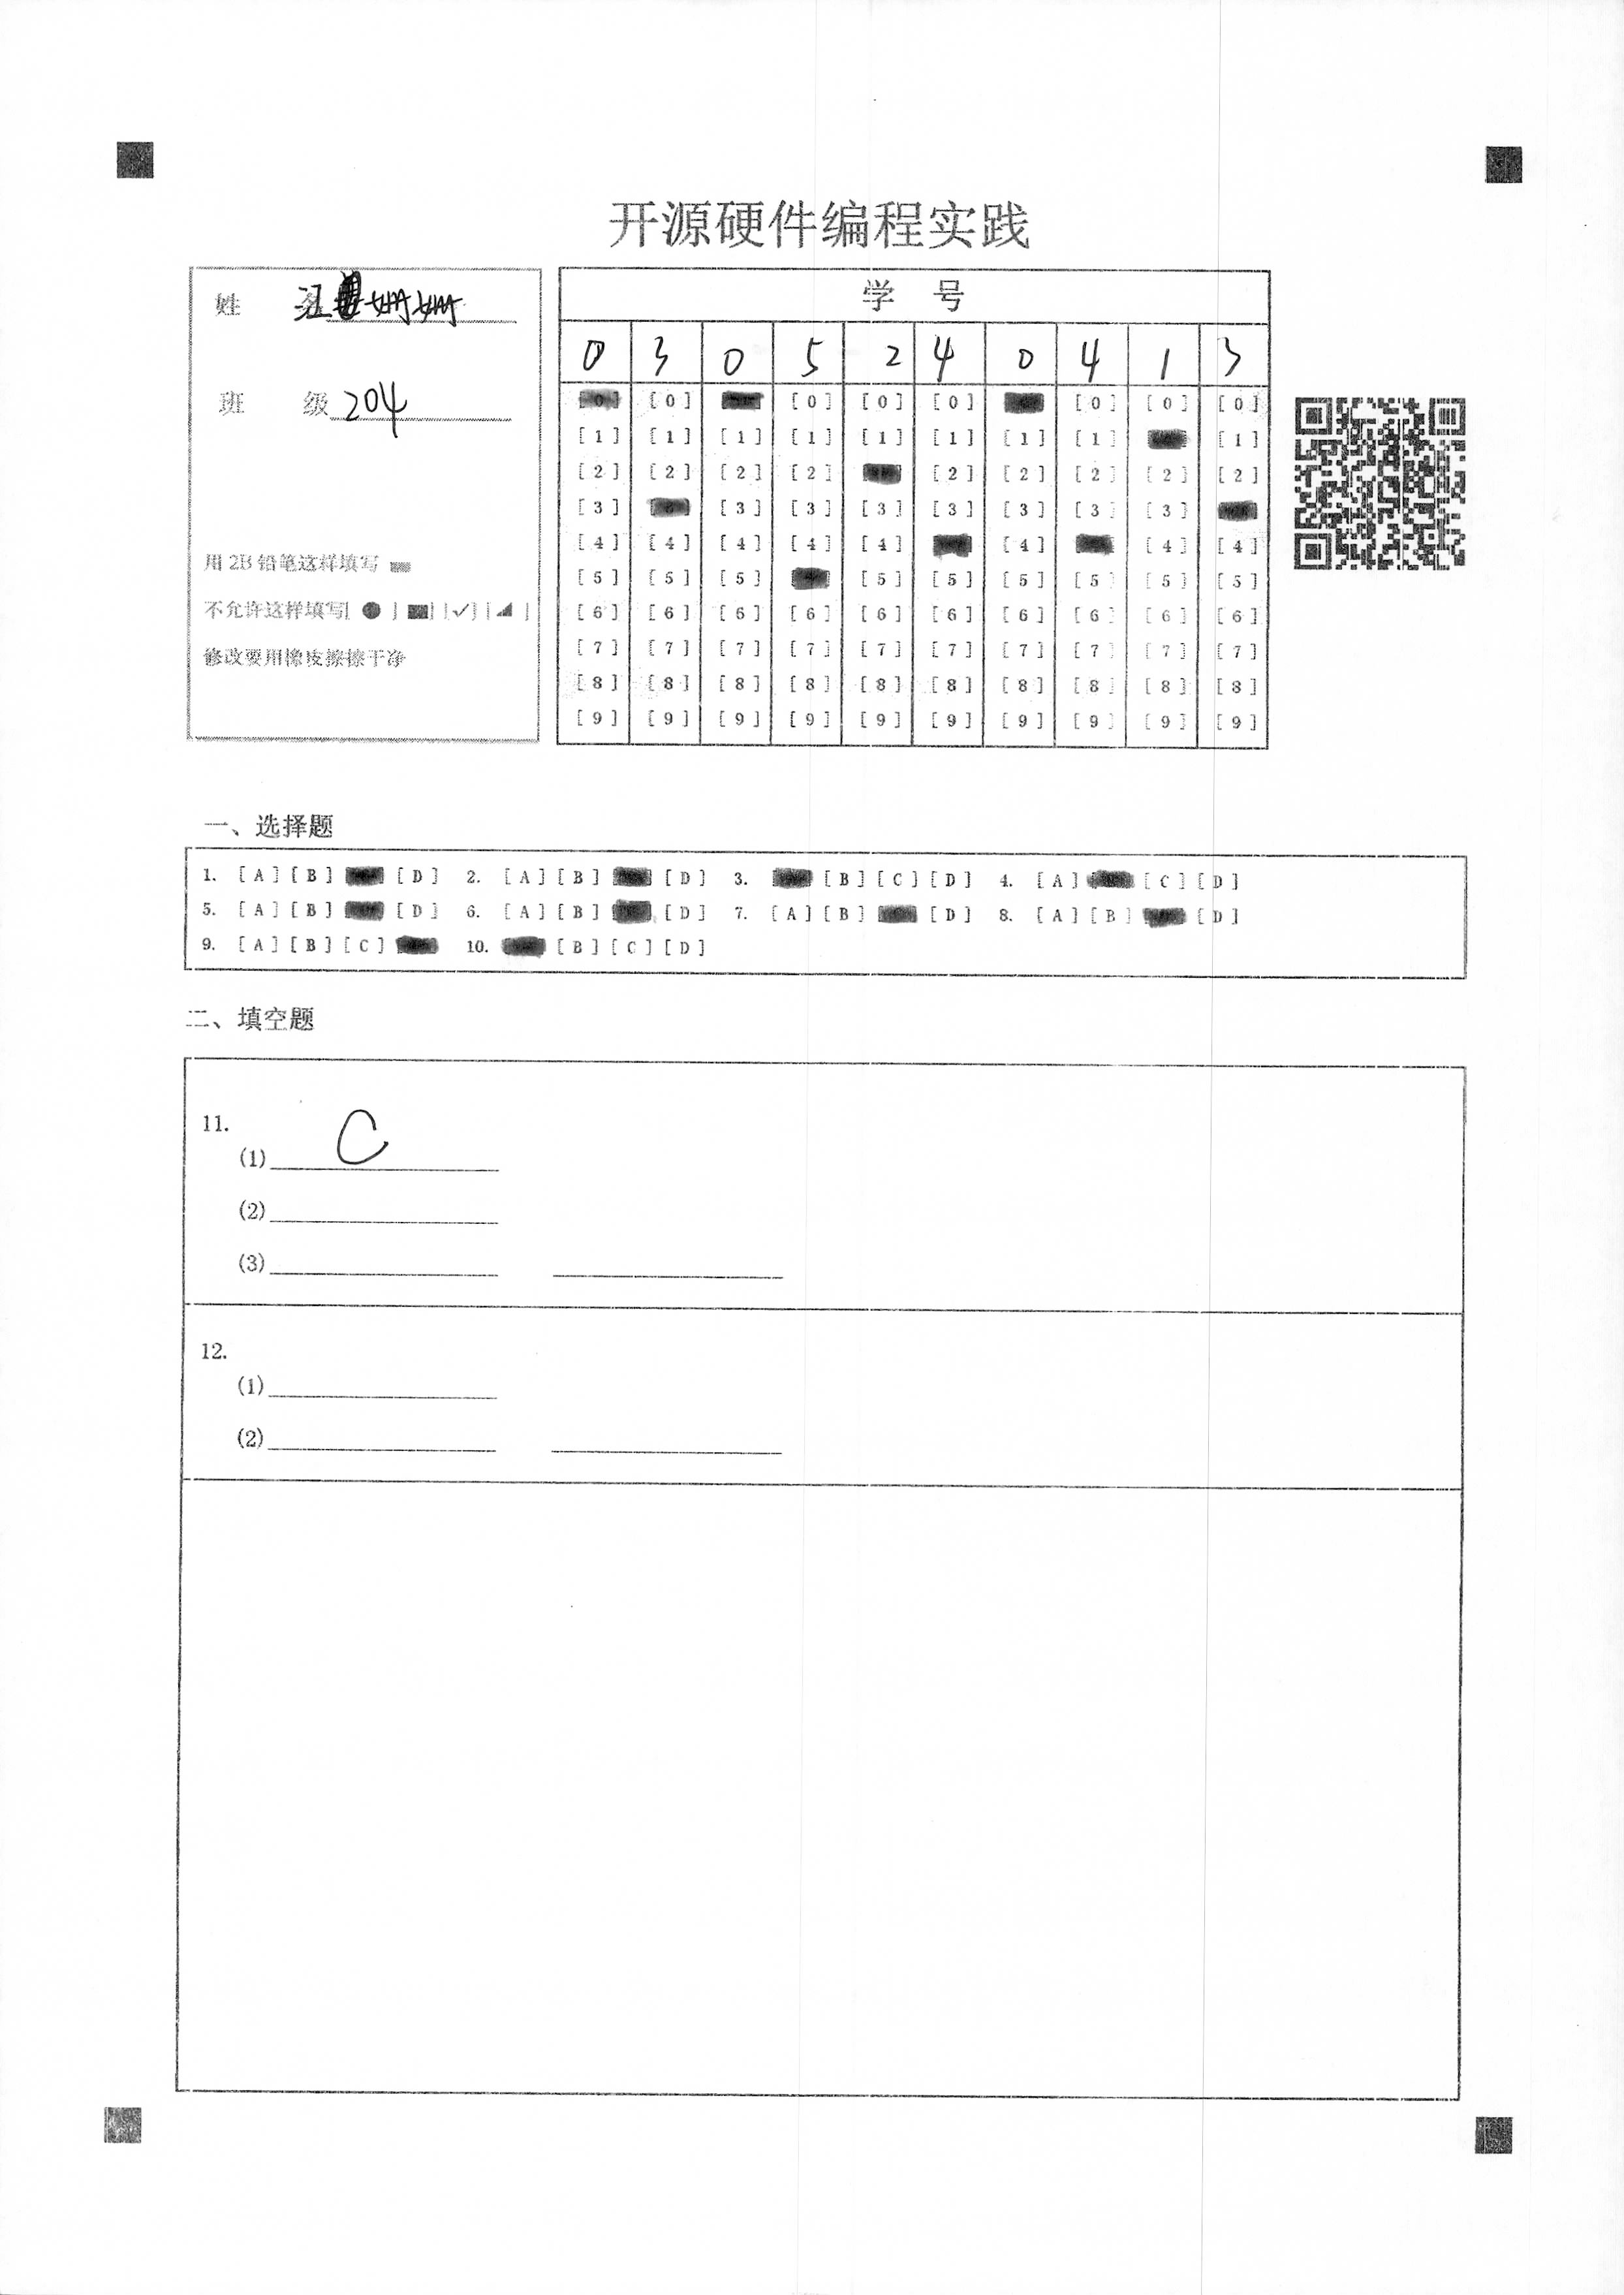 开源硬件编程实践
姓 名 江姗姗
班 级 204
用 2B 铅笔这样填写
不允许这样填写[ ● ] [✓] [ ]
修改要用橡皮擦擦干净
学 号
0 3 0 5 2 4 0 4 1 3
[0] [0] [0] [0] [0] [0] [0] [0]
[1] [1] [1] [1] [1] [1] [1] [1] [1]
[2] [2] [2] [2] [2] [2] [2] [2] [2]
[3] [3] [3] [3] [3] [3] [3] [3]
[4] [4] [4] [4] [4] [4] [4] [4]
[5] [5] [5] [5] [5] [5] [5] [5] [5]
[6] [6] [6] [6] [6] [6] [6] [6] [6] [6]
[7] [7] [7] [7] [7] [7] [7] [7] [7] [7]
[8] [8] [8] [8] [8] [8] [8] [8] [8] [8]
[9] [9] [9] [9] [9] [9] [9] [9] [9] [9]
一、选择题
1. [A] [B] [D] 2. [A] [B] [D] 3. [B] [C] [D] 4. [A] [C] [D]
5. [A] [B] [D] 6. [A] [B] [D] 7. [A] [B] [D] 8. [A] [B] [D]
9. [A] [B] [C] 10. [B] [C] [D]
二、填空题
11.
(1) C
(2)
(3)
12.
(1)
(2)